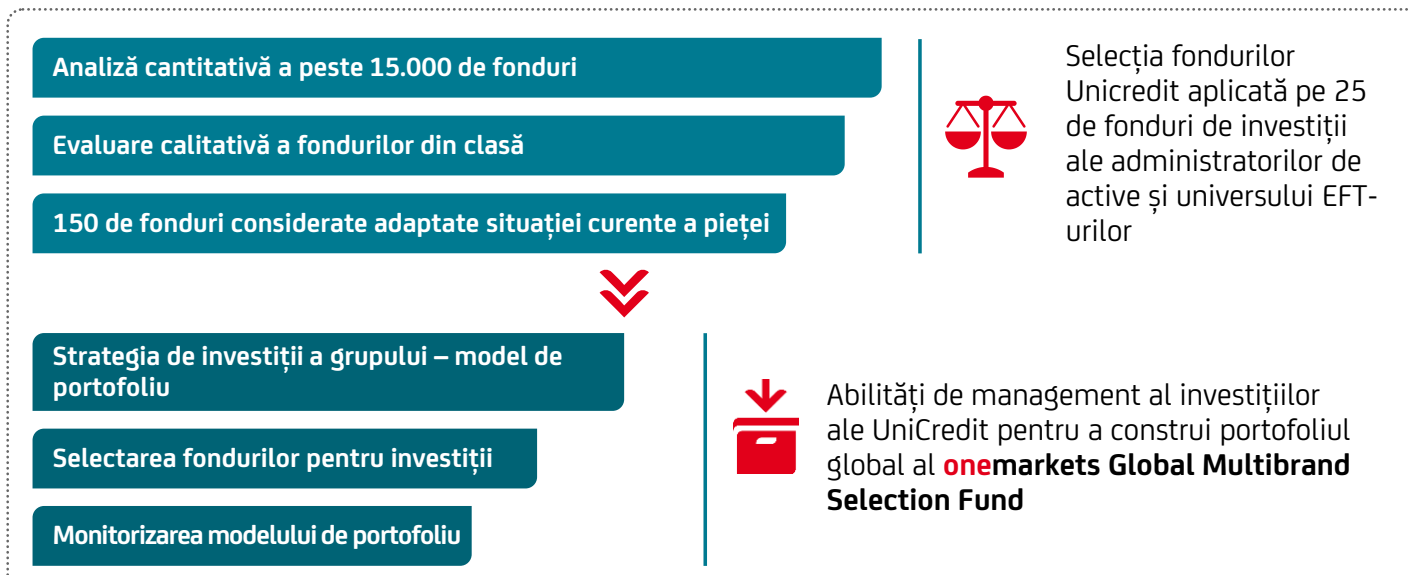 Analiză cantitativă a peste 15.000 de fonduri
Evaluare calitativă a fondurilor din clasă
150 de fonduri considerate adaptate situației curente a pieței
Selecția fondurilor
Unicredit aplicată pe 25
de fonduri de investiții
ale administratorilor de
active și universului EFT-
urilor
Strategia de investiții a grupului – model de
portofoliu
Selectarea fondurilor pentru investiții
Monitorizarea modelului de portofoliu
Abilități de management al investițiilor
ale UniCredit pentru a construi portofoliul
global al onemarkets Global Multibrand
Selection Fund